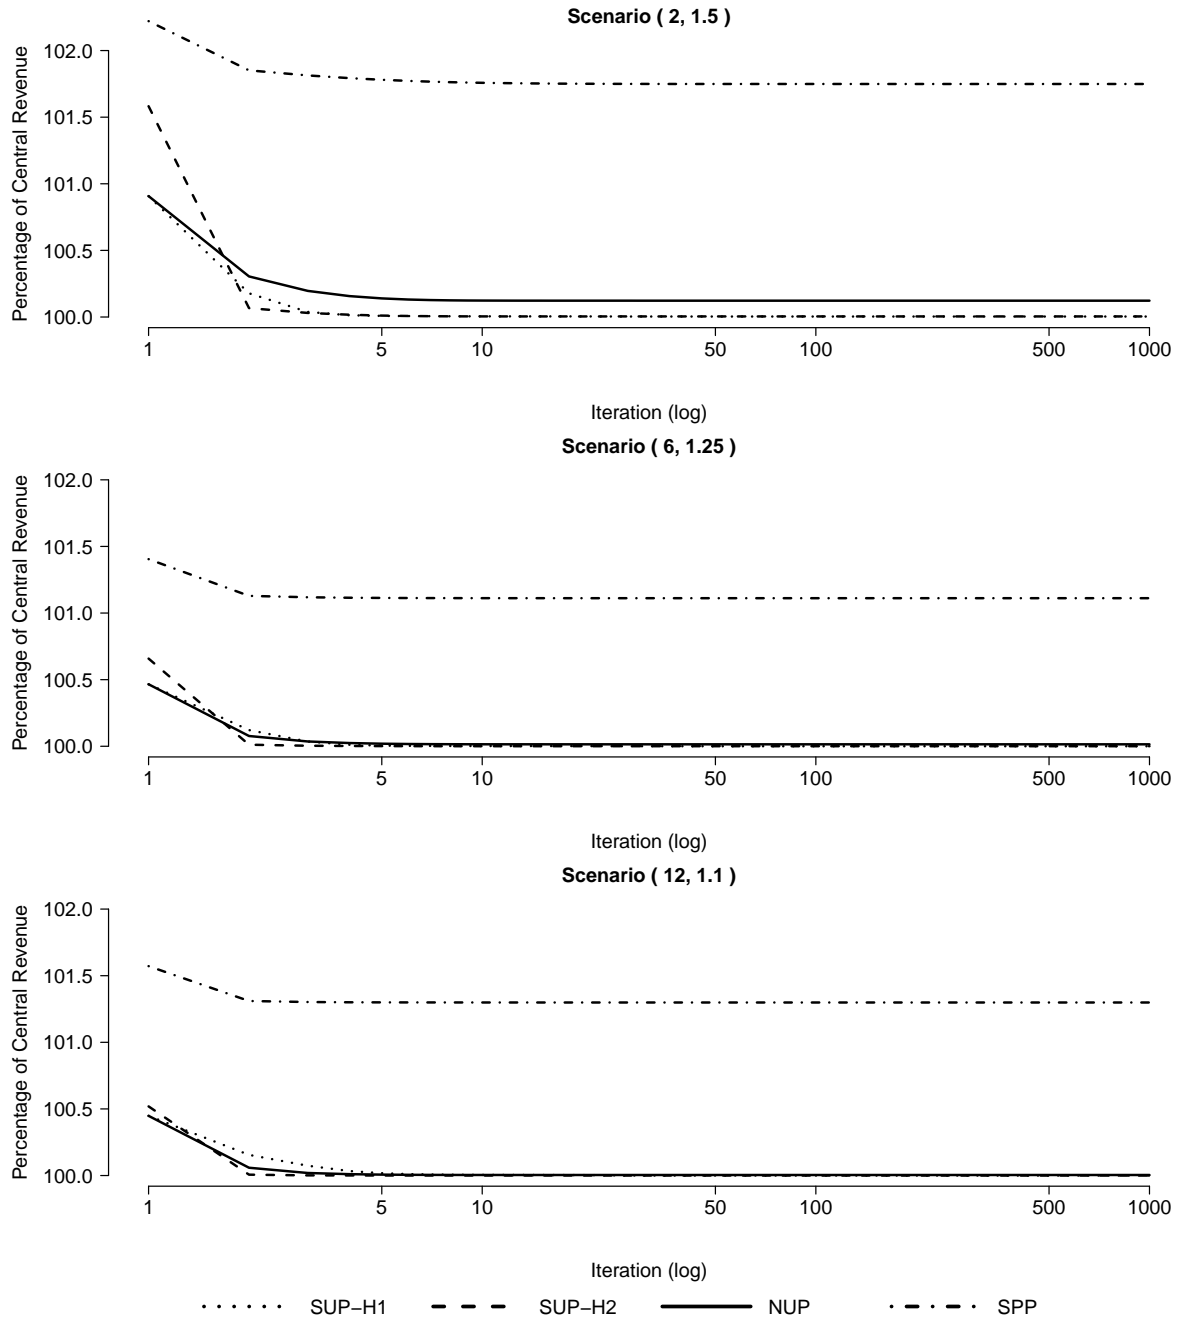 Scenario ( 2, 1.5 )
Percentage of Central Revenue
102.0
101.5
101.0
100.5
100.0
1 5 10 50 100 500 1000
Iteration (log)
Scenario ( 6, 1.25 )
Percentage of Central Revenue
102.0
101.5
101.0
100.5
100.0
1 5 10 50 100 500 1000
Iteration (log)
Scenario ( 12, 1.1 )
Percentage of Central Revenue
102.0
101.5
101.0
100.5
100.0
1 5 10 50 100 500 1000
Iteration (log)
SUP−H1 SUP−H2 NUP SPP